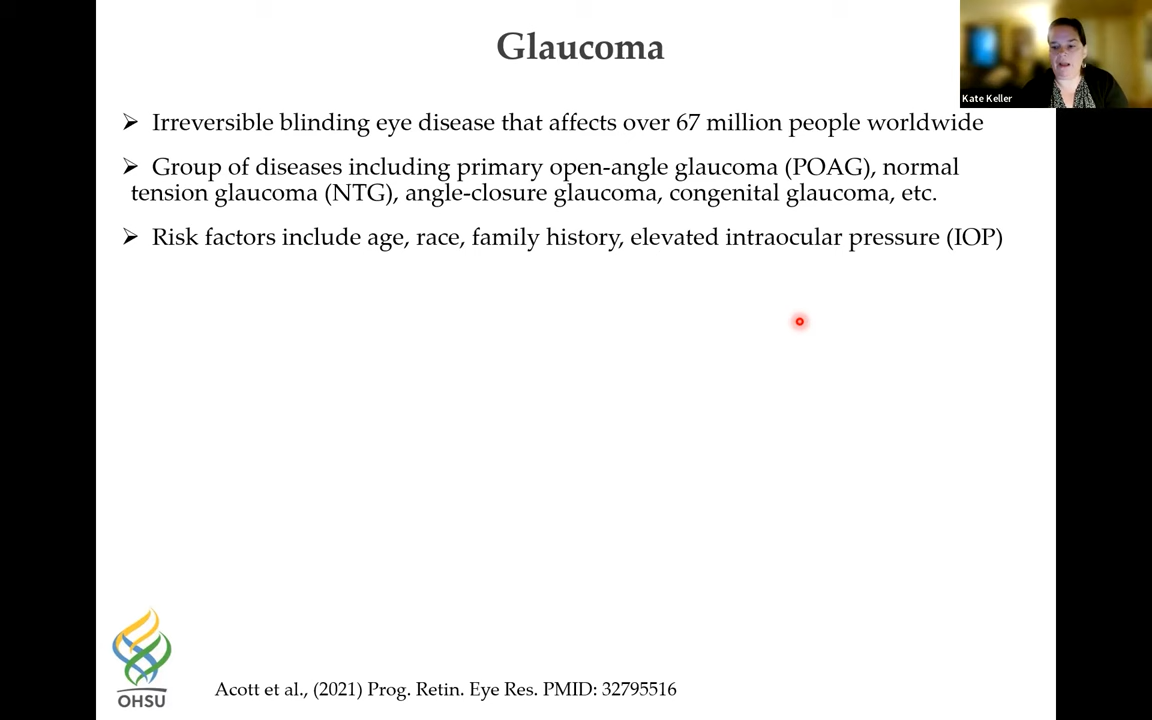 Glaucoma
Kate Keller
➢ Irreversible blinding eye disease that affects over 67 million people worldwide
➢ Group of diseases including primary open-angle glaucoma (POAG), normal
tension glaucoma (NTG), angle-closure glaucoma, congenital glaucoma, etc.
➢ Risk factors include age, race, family history, elevated intraocular pressure (IOP)
OHSU
Acott et al., (2021) Prog. Retin. Eye Res. PMID: 32795516